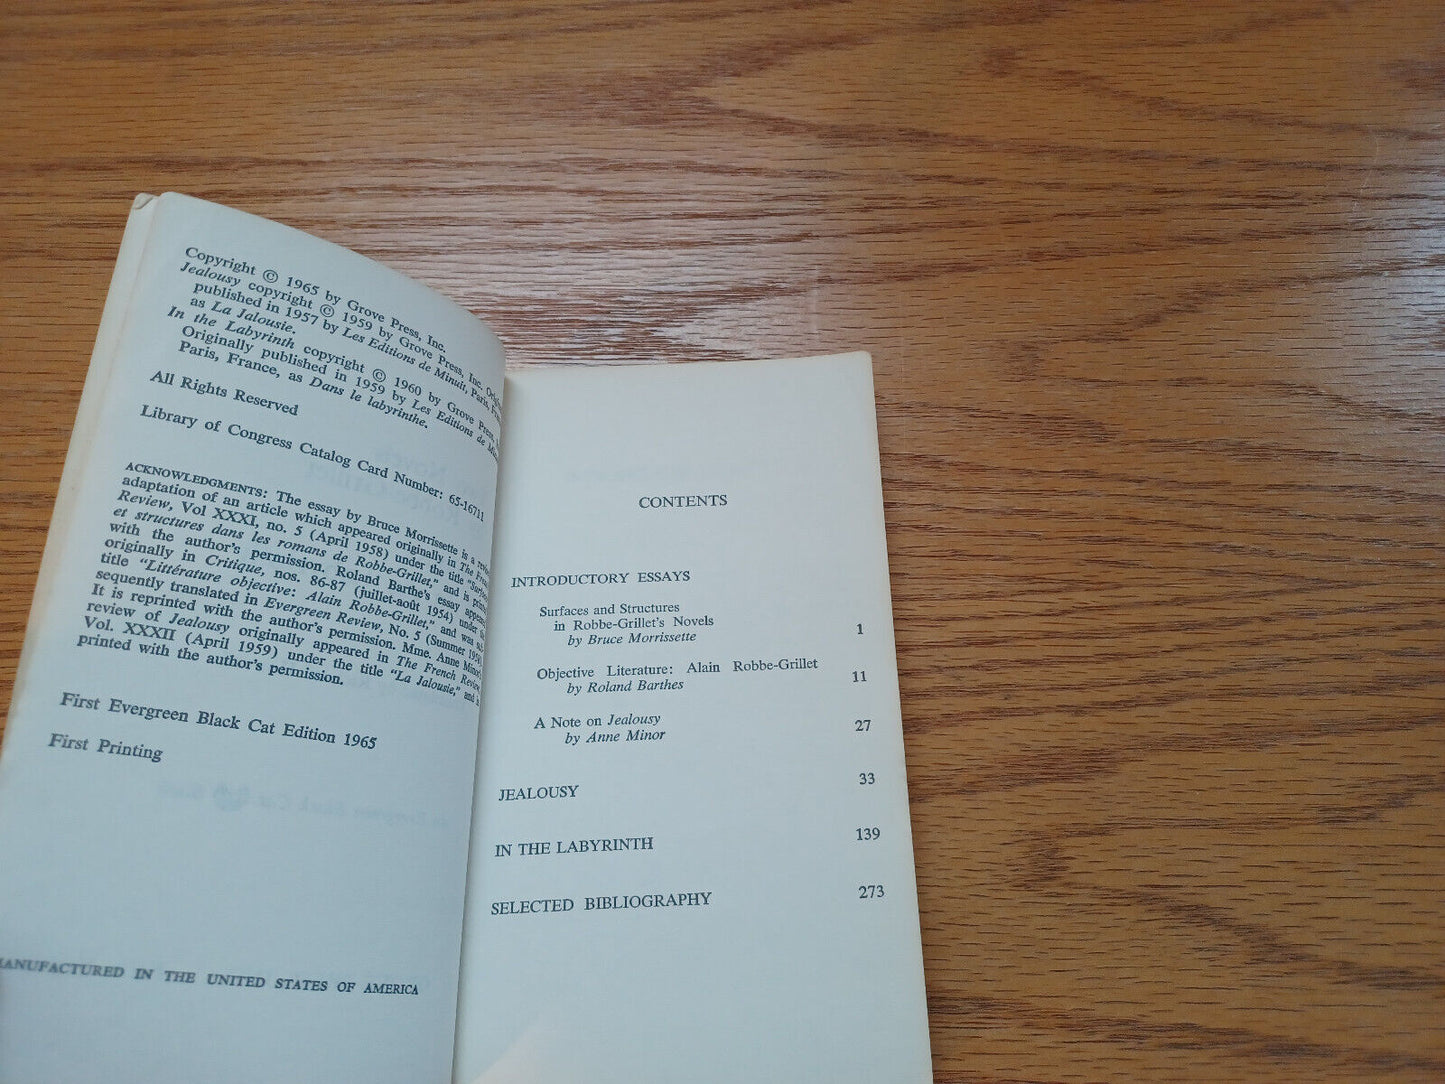 Copyright © 1965 by Grove Press, Inc.
Jealousy copyright © 1959 by Grove Press, Inc.
published in 1957 by Les Editions de Minuit, Paris,
as La Jalousie.
In the Labyrinth copyright © 1960 by Grove Press,
Originally published in 1959 by Les Editions de
Paris, France, as Dans le labyrinthe.
All Rights Reserved
Library of Congress Catalog Card Number: 65-16711
ACKNOWLEDGMENTS: The essay by Bruce Morrissette is a
adaptation of an article which appeared originally in The
Review, Vol XXXI, no. 5 (April 1958) under the title
et structures dans les romans de Robbe-Grillet," and is
with the author's permission. Roland Barthe's essay
originally in Critique, nos. 86-87 (juillet-août 1954) under the
title "Littérature objective: Alain Robbe-Grillet," and was
sequently translated in Evergreen Review, No. 5 (Summer
It is reprinted with the author's permission. Mme. Anne
review of Jealousy originally appeared in The French Review
Vol. XXXII (April 1959) under the title "La Jalousie," and is
printed with the author's permission.
First Evergreen Black Cat Edition 1965
First Printing
MANUFACTURED IN THE UNITED STATES OF AMERICA
CONTENTS
INTRODUCTORY ESSAYS
Surfaces and Structures
in Robbe-Grillet's Novels 1
by Bruce Morrissette
Objective Literature: Alain Robbe-Grillet 11
by Roland Barthes
A Note on Jealousy 27
by Anne Minor
JEALOUSY 33
IN THE LABYRINTH 139
SELECTED BIBLIOGRAPHY 273